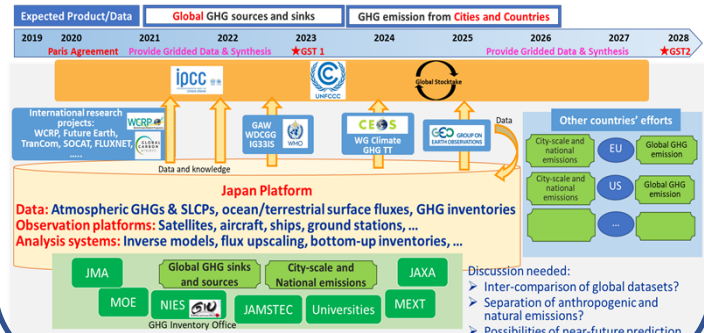 Expected Product/Data
Global GHG sources and sinks
GHG emission from Cities and Countries
2019 2020 2021 2022 2023 2024 2025 2026 2027 2028
Paris Agreement
Provide Gridded Data & Synthesis
★GST 1
Provide Gridded Data & Synthesis
★GST2
ipcc
UNFCCC
Global Stocktake
International research
projects:
WCRP, Future Earth,
TranCom, SOCAT, FLUXNET,
.....
WCRP
GLOBAL
CARBON
GAW
WDCGG
IG33IS
WMO
CEOS
WG Climate
GHG TT
GEO GROUP ON
EARTH OBSERVATIONS
Data
Data and knowledge
Other countries' efforts
City-scale and
national
emissions
EU
Global GHG
emission
City-scale and
national
emissions
US
Global GHG
emission
...
Japan Platform
Data: Atmospheric GHGs & SLCPs, ocean/terrestrial surface fluxes, GHG inventories
Observation platforms: Satellites, aircraft, ships, ground stations, ...
Analysis systems: Inverse models, flux upscaling, bottom-up inventories, ...
JMA
Global GHG sinks
and sources
City-scale and
National emissions
JAXA
MOE
NIES
JAMSTEC
Universities
MEXT
GHG Inventory Office
Discussion needed:
➢ Inter-comparison of global datasets?
➢ Separation of anthropogenic and
natural emissions?
➢ Possibilities of near-future prediction